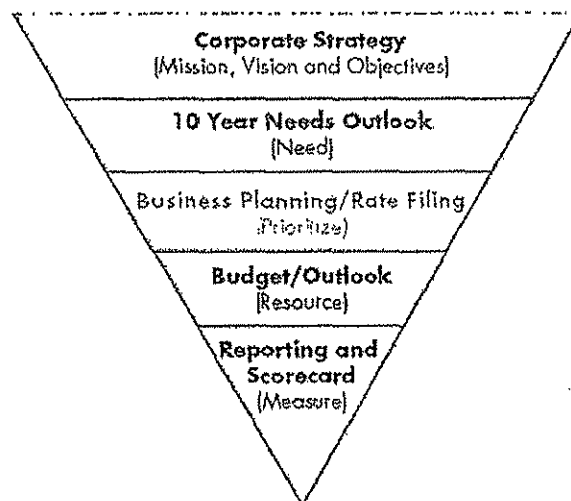 Corporate Strategy
(Mission, Vision and Objectives)
10 Year Needs Outlook
(Need)
Business Planning/Rate Filing
(Prioritize)
Budget/Outlook
(Resource)
Reporting and
Scorecard
(Measure)